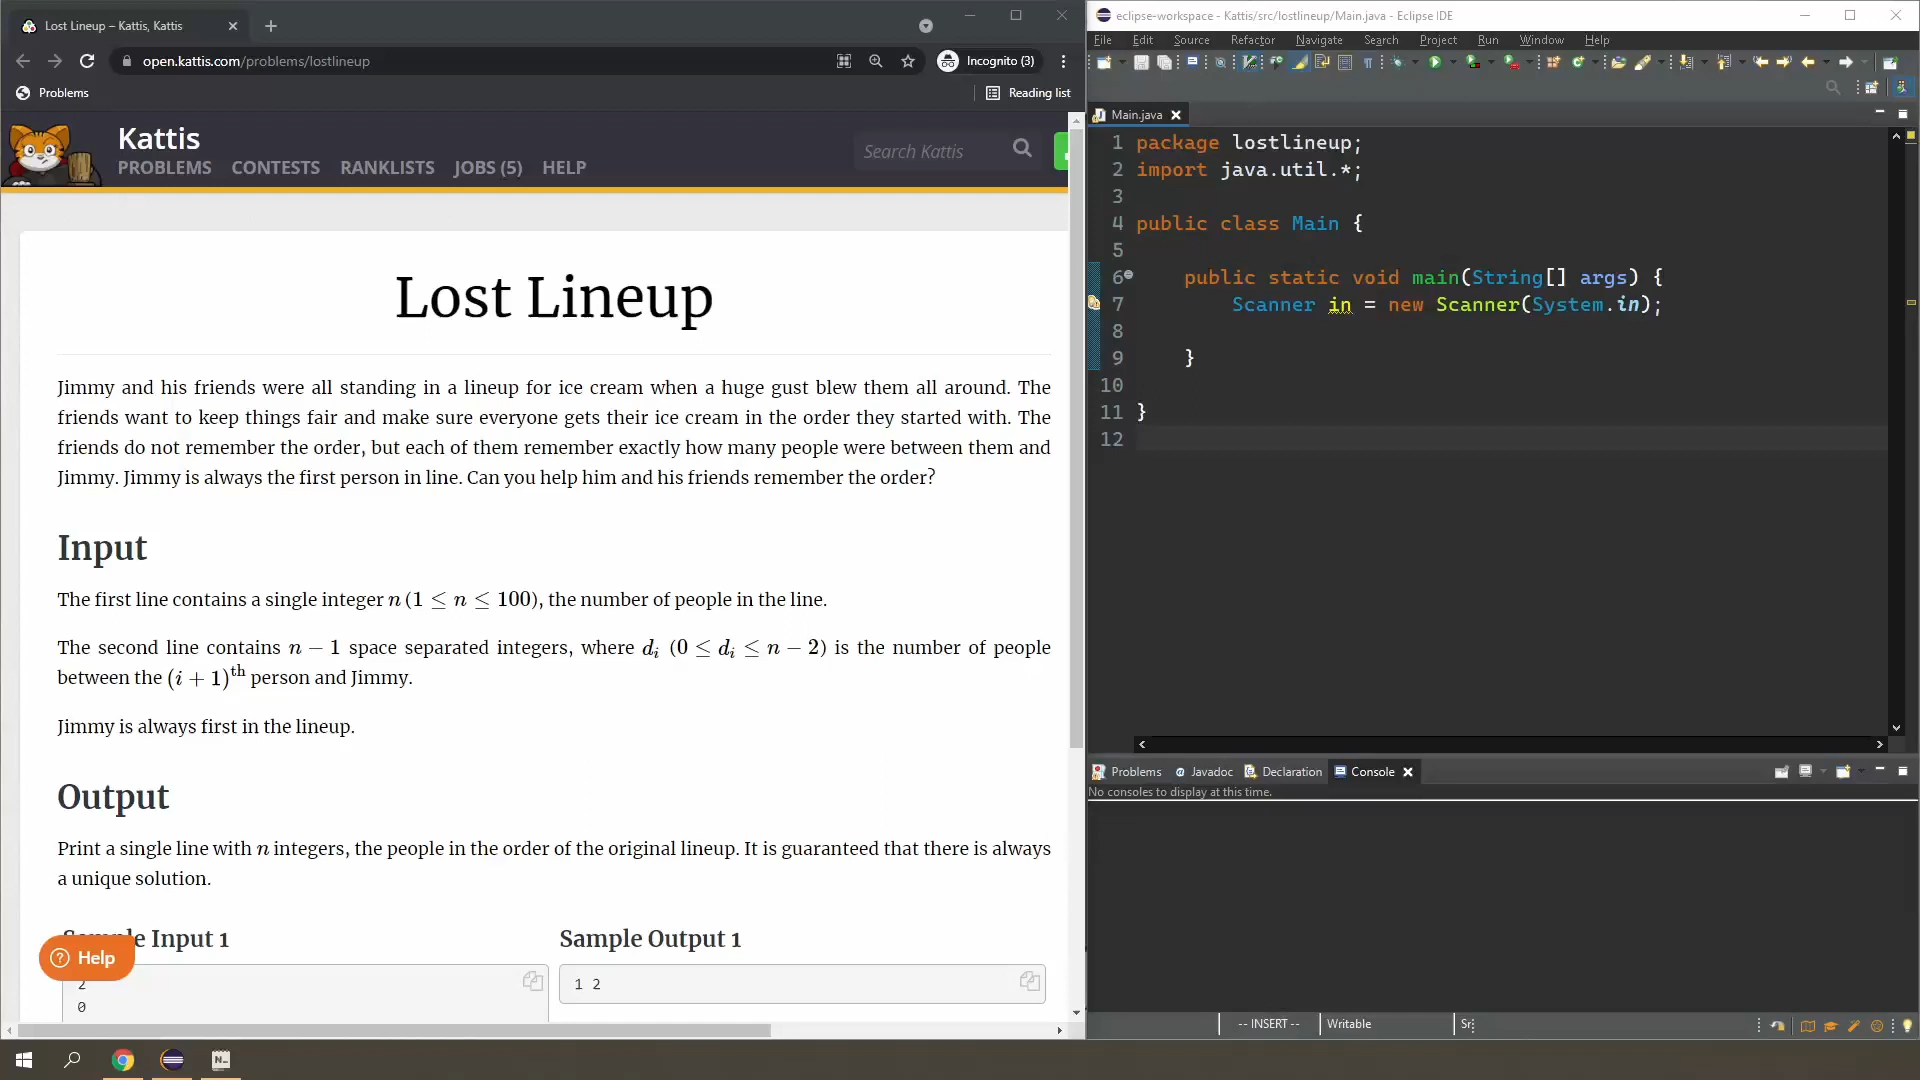 Lost Lineup – Kattis, Kattis
open.kattis.com/problems/lostlineup
Incognito (3)
Problems
Reading list
Kattis
PROBLEMS CONTESTS RANKLISTS JOBS (5) HELP
Search Kattis
Lost Lineup
Jimmy and his friends were all standing in a lineup for ice cream when a huge gust blew them all around. The
friends want to keep things fair and make sure everyone gets their ice cream in the order they started with. The
friends do not remember the order, but each of them remember exactly how many people were between them and
Jimmy. Jimmy is always the first person in line. Can you help him and his friends remember the order?
Input
The first line contains a single integer n (1 ≤ n ≤ 100), the number of people in the line.
The second line contains n − 1 space separated integers, where dᵢ (0 ≤ dᵢ ≤ n − 2) is the number of people
between the (i + 1)ᵗʰ person and Jimmy.
Jimmy is always first in the lineup.
Output
Print a single line with n integers, the people in the order of the original lineup. It is guaranteed that there is always
a unique solution.
Input 1
Sample Output 1
Help
2
0
1 2
eclipse-workspace - Kattis/src/lostlineup/Main.java - Eclipse IDE
File Edit Source Refactor Navigate Search Project Run Window Help
Main.java
1 package lostlineup;
2 import java.util.*;
3
4 public class Main {
5
6 public static void main(String[] args) {
7 Scanner in = new Scanner(System.in);
8
9 }
10
11 }
12
Problems Javadoc Declaration Console
No consoles to display at this time.
-- INSERT -- Writable